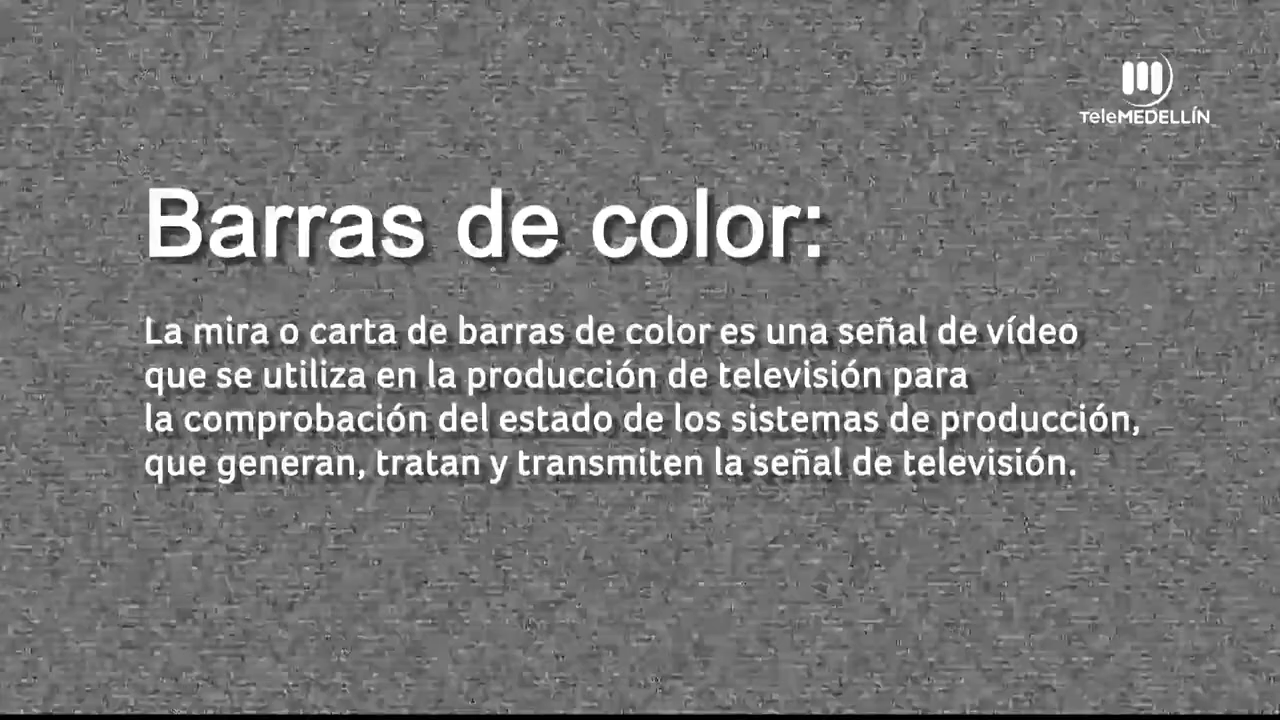 TeleMEDELLÍN
Barras de color:
La mira o carta de barras de color es una señal de vídeo
que se utiliza en la producción de televisión para
la comprobación del estado de los sistemas de producción,
que generan, tratan y transmiten la señal de televisión.